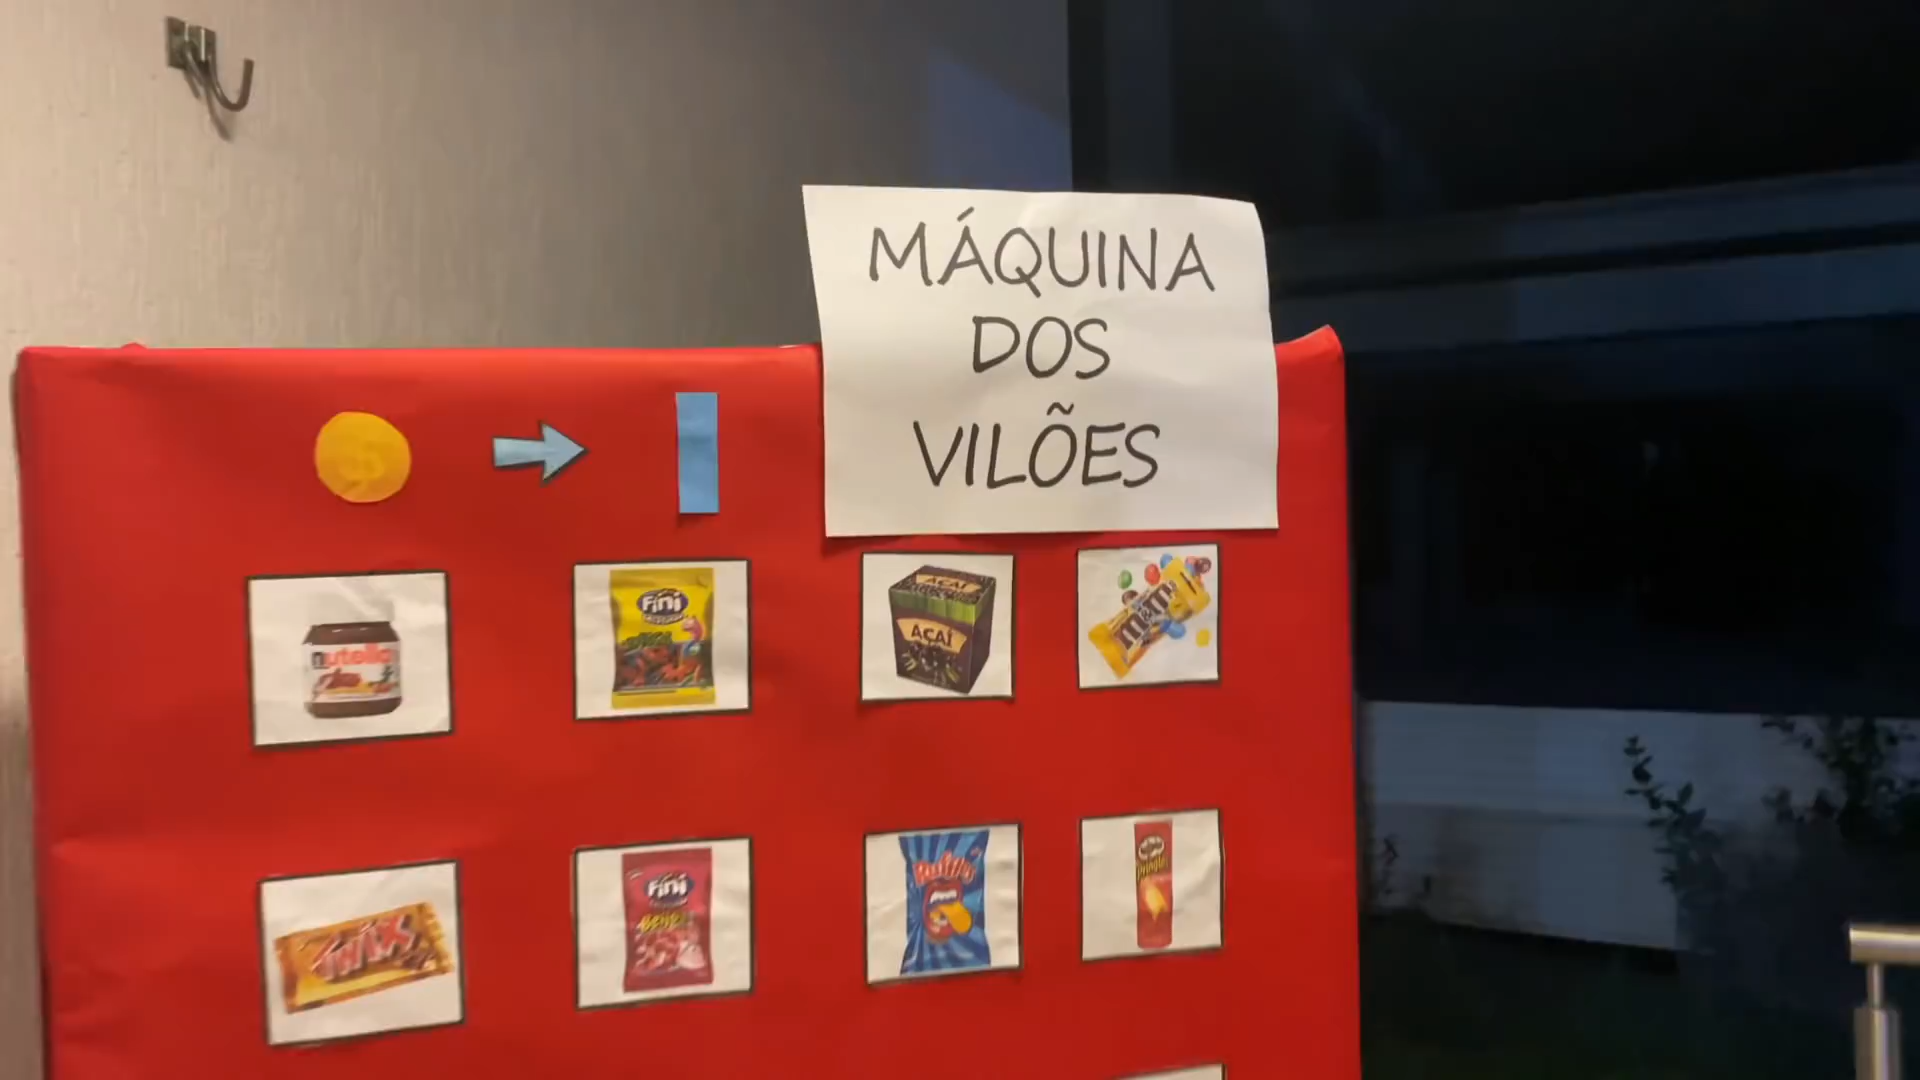 MÁQUINA
DOS
VILÕES
$
nutella
Fini
Fini
Beijos
AÇAÍ
AÇAÍ
m&m's
TWIX
Ruffles
Pringles